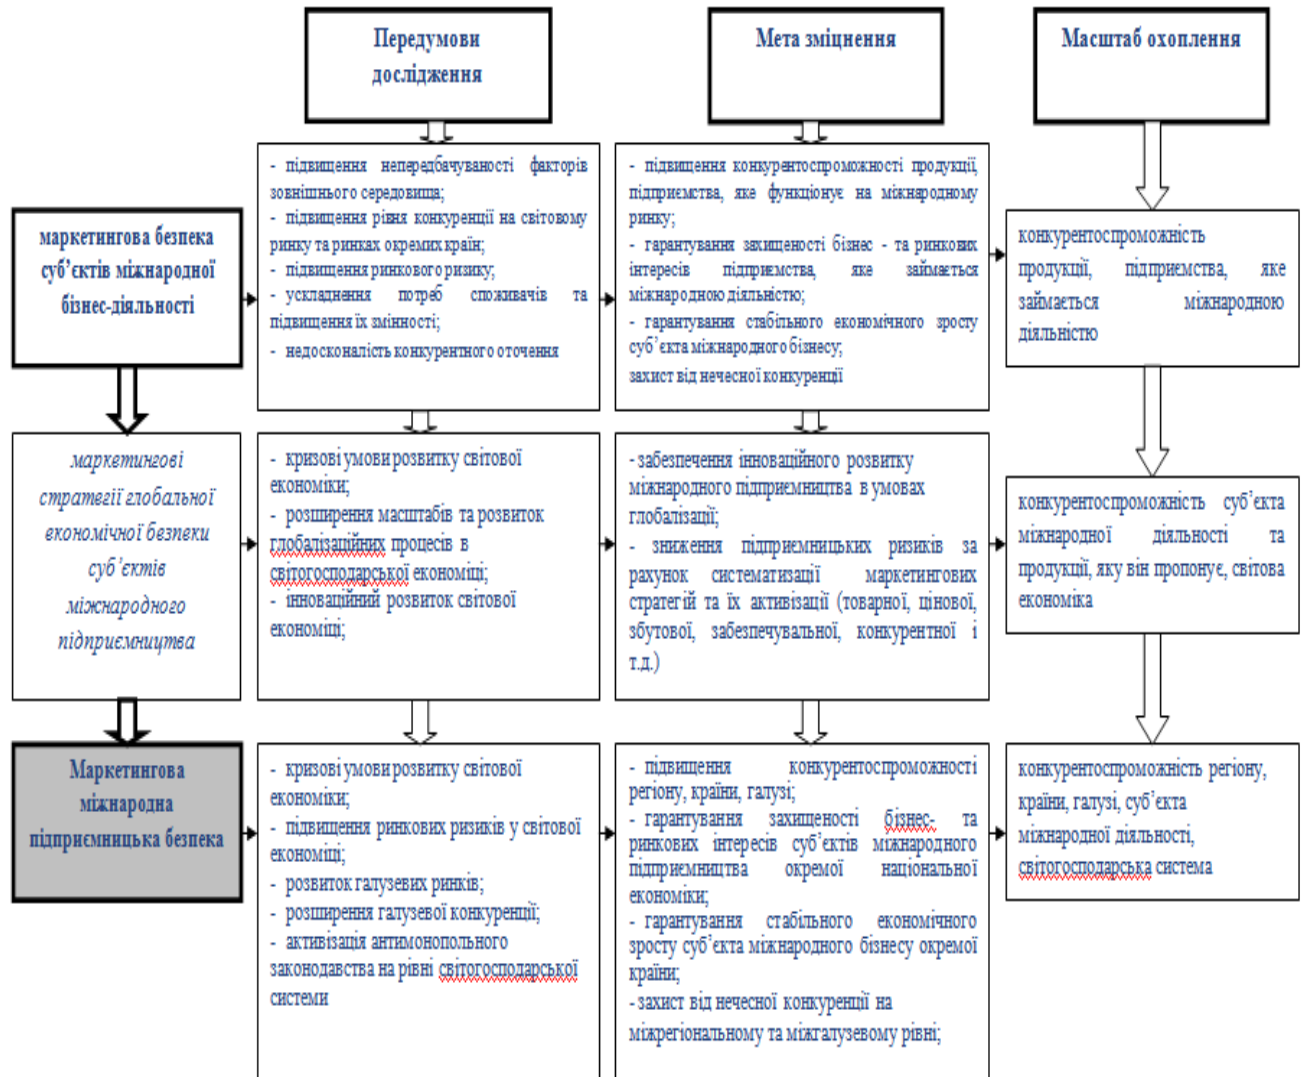 Передумови
дослідження
Мета зміцнення
Масштаб охоплення
маркетингова безпека
суб’єктів міжнародної
бізнес-діяльності
- підвищення непередбачуваності факторів
зовнішнього середовища;
- підвищення рівня конкуренції на світовому
ринку та ринках окремих країн;
- підвищення ринкового ризику;
- ускладнення потреб споживачів та
підвищення їх змінності;
- недосконалість конкурентного оточення
- підвищення конкурентоспроможності продукції,
підприємства, яке функціонує на міжнародному
ринку;
- гарантування захищеності бізнес - та ринкових
інтересів підприємства, яке займається
міжнародною діяльністю;
- гарантування стабільного економічного зросту
суб’єкта міжнародного бізнесу;
захист від нечесної конкуренції
конкурентоспроможність
продукції, підприємства, яке
займається міжнародною
діяльністю
маркетингові
стратегії глобальної
економічної безпеки
суб’єктів
міжнародного
підприємництва
- кризові умови розвитку світової
економіки;
- розширення масштабів та розвиток
глобалізаційних процесів в
світогосподарської економіці;
- інноваційний розвиток світової
економіці;
- забезпечення інноваційного розвитку
міжнародного підприємництва в умовах
глобалізації;
- зниження підприємницьких ризиків за
рахунок систематизації маркетингових
стратегій та їх активізації (товарної, цінової,
збутової, забезпечувальної, конкурентної і
т.д.)
конкурентоспроможність суб’єкта
міжнародної діяльності та
продукції, яку він пропонує, світова
економіка
Маркетингова
міжнародна
підприємницька безпека
- кризові умови розвитку світової
економіки;
- підвищення ринкових ризиків у світової
економіці;
- розвиток галузевих ринків;
- розширення галузевої конкуренції;
- активізація антимонопольного
законодавства на рівні світогосподарської
системи
- підвищення конкурентоспроможності
регіону, країни, галузі;
- гарантування захищеності бізнес- та
ринкових інтересів суб’єктів міжнародного
підприємництва окремої національної
економіки;
- гарантування стабільного економічного
зросту суб’єкта міжнародного бізнесу окремої
країни;
- захист від нечесної конкуренції на
міжрегіональному та міжгалузевому рівні;
конкурентоспроможність регіону,
країни, галузі, суб’єкта
міжнародної діяльності,
світогосподарська система